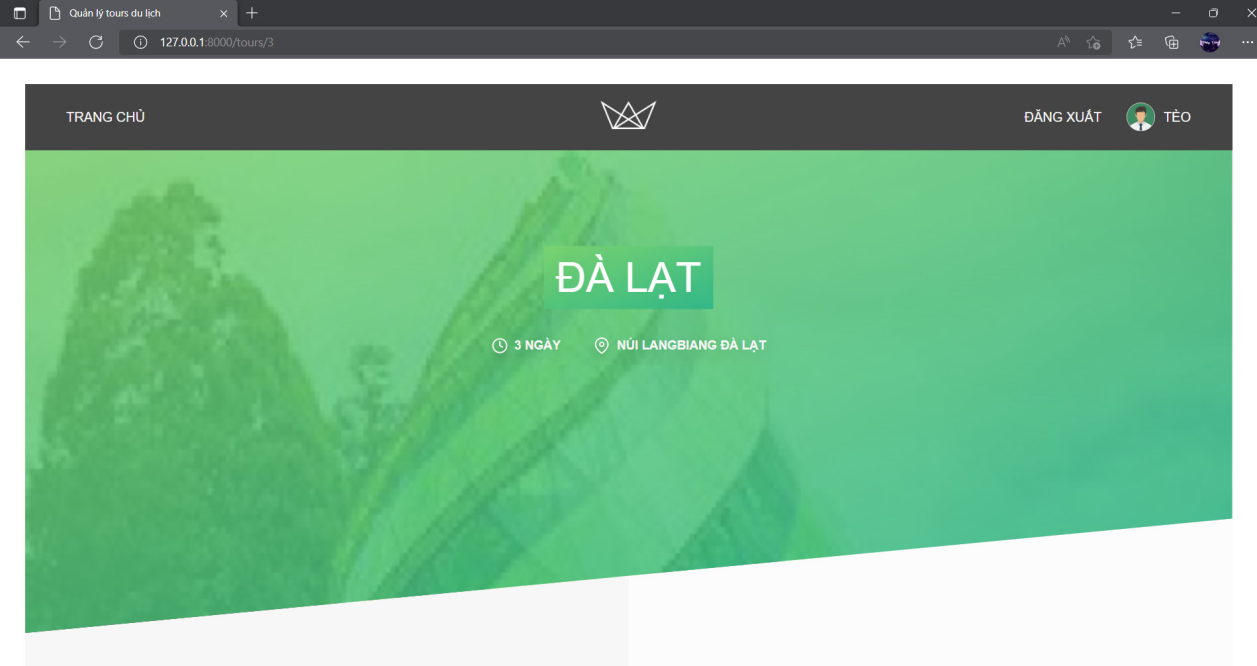 Quản lý tours du lịch
127.0.0.1:8000/tours/3
TRANG CHỦ
ĐĂNG XUẤT
TÈO
ĐÀ LẠT
3 NGÀY
NÚI LANGBIANG ĐÀ LẠT